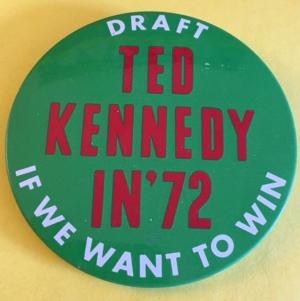 DRAFT
TED
KENNEDY
IN '72
IF WE WANT TO WIN